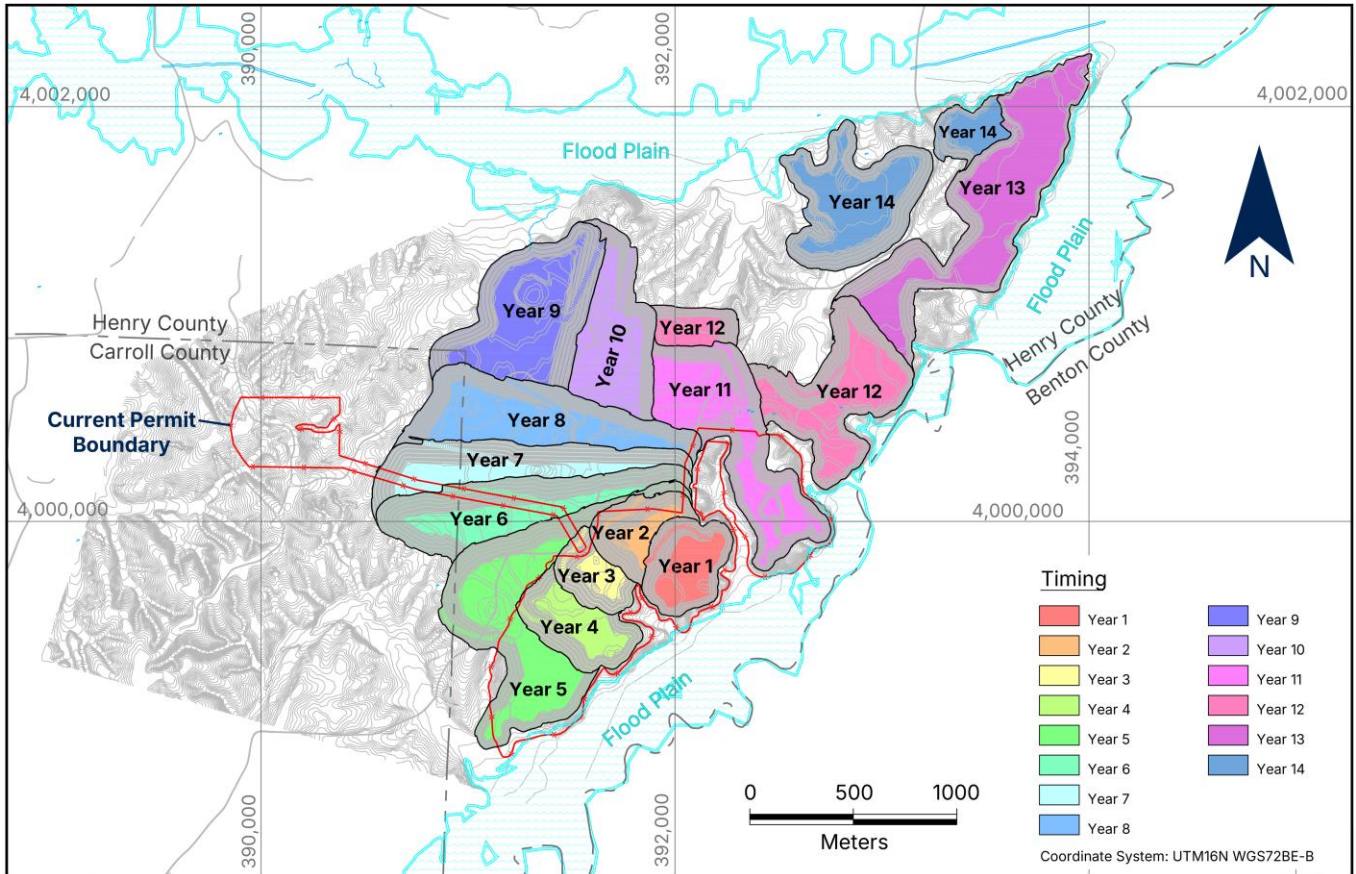 390,000
392,000
4,002,000
4,002,000
Flood Plain
Year 14
Year 14
Year 13
Flood Plain
N
Year 9
Year 10
Year 12
Henry County
Carroll County
Henry County
Benton County
Year 11
Year 12
Current Permit
Boundary
Year 8
Year 7
394,000
4,000,000
4,000,000
Year 6
Year 2
Year 1
Year 3
Year 4
Year 5
Flood Plain
390,000
392,000
0 500 1000
Meters
Timing
Year 1
Year 2
Year 3
Year 4
Year 5
Year 6
Year 7
Year 8
Year 9
Year 10
Year 11
Year 12
Year 13
Year 14
Coordinate System: UTM16N WGS72BE-B